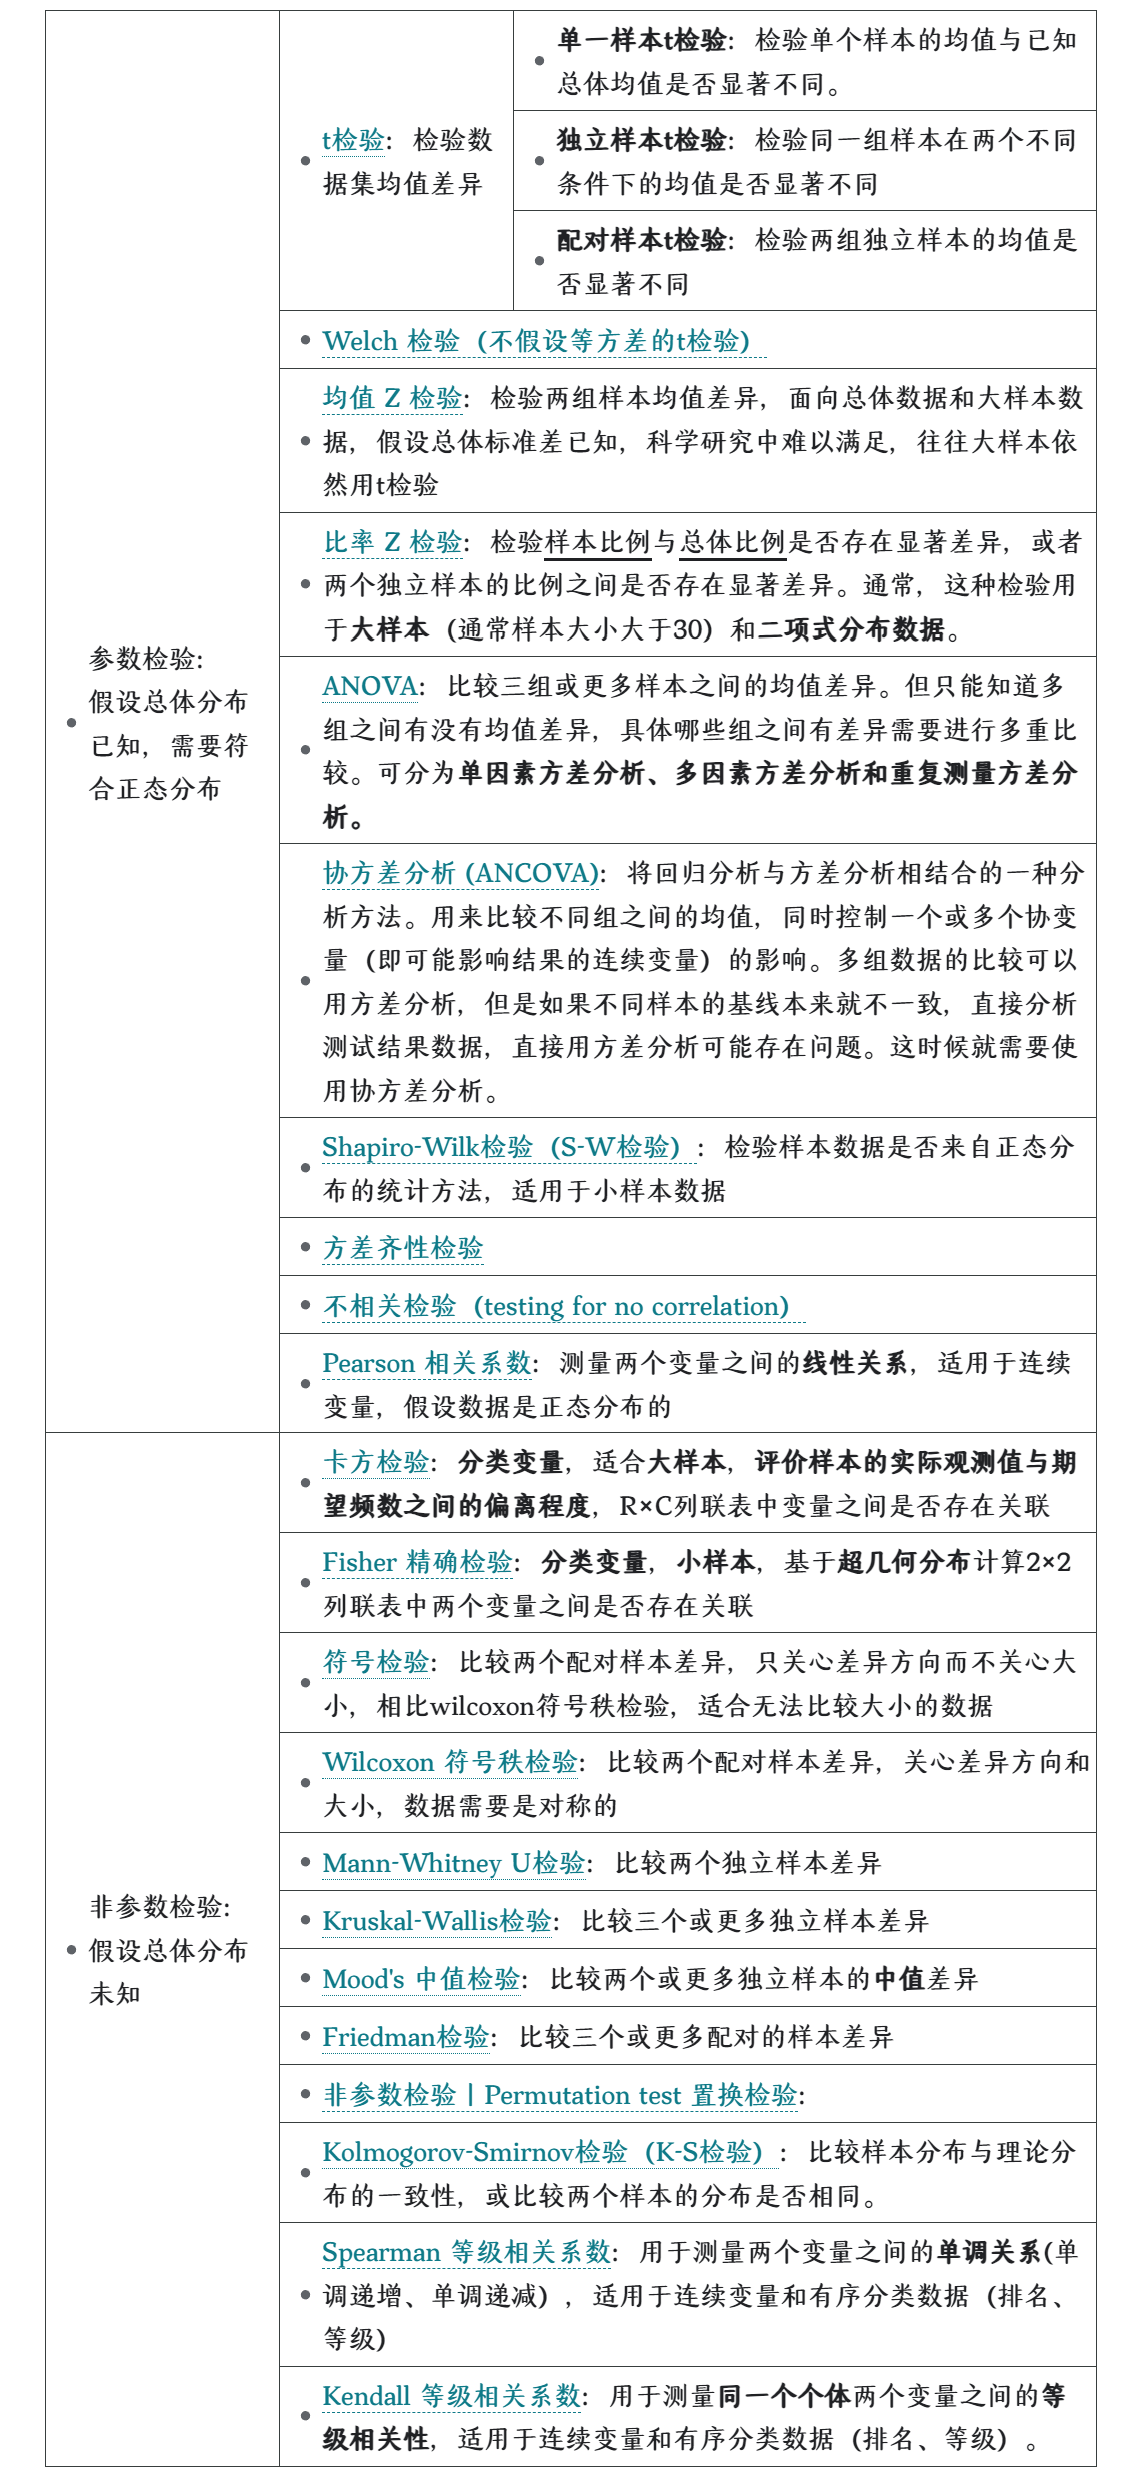 参数检验:
假设总体分布
已知，需要符
合正态分布
t检验：检验数
据集均值差异
单一样本t检验：检验单个样本的均值与已知
总体均值是否显著不同。
独立样本t检验：检验同一组样本在两个不同
条件下的均值是否显著不同
配对样本t检验：检验两组独立样本的均值是
否显著不同
Welch 检验（不假设等方差的t检验）
均值 Z 检验：检验两组样本均值差异，面向总体数据和大样本数
据，假设总体标准差已知，科学研究中难以满足，往往大样本依
然用t检验
比率 Z 检验：检验样本比例与总体比例是否存在显著差异，或者
两个独立样本的比例之间是否存在显著差异。通常，这种检验用
于大样本（通常样本大小大于30）和二项式分布数据。
ANOVA：比较三组或更多样本之间的均值差异。但只能知道多
组之间有没有均值差异，具体哪些组之间有差异需要进行多重比
较。可分为单因素方差分析、多因素方差分析和重复测量方差分
析。
协方差分析 (ANCOVA)：将回归分析与方差分析相结合的一种分
析方法。用来比较不同组之间的均值，同时控制一个或多个协变
量（即可能影响结果的连续变量）的影响。多组数据的比较可以
用方差分析，但是如果不同样本的基线本来就不一致，直接分析
测试结果数据，直接用方差分析可能存在问题。这时候就需要使
用协方差分析。
Shapiro-Wilk检验（S-W检验）：检验样本数据是否来自正态分
布的统计方法，适用于小样本数据
方差齐性检验
不相关检验（testing for no correlation）
Pearson 相关系数：测量两个变量之间的线性关系，适用于连续
变量，假设数据是正态分布的
非参数检验:
假设总体分布
未知
卡方检验：分类变量，适合大样本，评价样本的实际观测值与期
望频数之间的偏离程度，R×C列联表中变量之间是否存在关联
Fisher 精确检验：分类变量，小样本，基于超几何分布计算2×2
列联表中两个变量之间是否存在关联
符号检验：比较两个配对样本差异，只关心差异方向而不关心大
小，相比wilcoxon符号秩检验，适合无法比较大小的数据
Wilcoxon 符号秩检验：比较两个配对样本差异，关心差异方向和
大小，数据需要是对称的
Mann-Whitney U检验：比较两个独立样本差异
Kruskal-Wallis检验：比较三个或更多独立样本差异
Mood's 中值检验：比较两个或更多独立样本的中值差异
Friedman检验：比较三个或更多配对的样本差异
非参数检验丨Permutation test 置换检验:
Kolmogorov-Smirnov检验（K-S检验）：比较样本分布与理论分
布的一致性，或比较两个样本的分布是否相同。
Spearman 等级相关系数：用于测量两个变量之间的单调关系(单
调递增、单调递减），适用于连续变量和有序分类数据（排名、
等级)
Kendall 等级相关系数：用于测量同一个个体两个变量之间的等
级相关性，适用于连续变量和有序分类数据（排名、等级）。